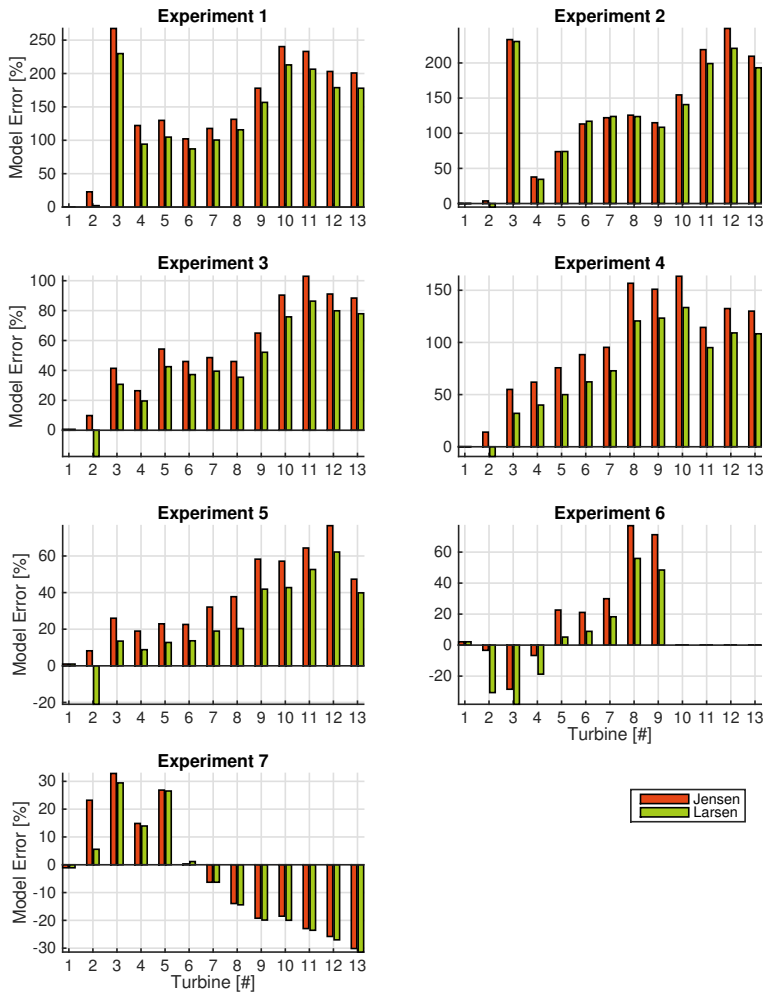 Experiment 1
Model Error [%]
250
200
150
100
50
0
1 2 3 4 5 6 7 8 9 10 11 12 13
Experiment 2
200
150
100
50
0
1 2 3 4 5 6 7 8 9 10 11 12 13
Experiment 3
Model Error [%]
100
80
60
40
20
0
1 2 3 4 5 6 7 8 9 10 11 12 13
Experiment 4
150
100
50
0
1 2 3 4 5 6 7 8 9 10 11 12 13
Experiment 5
Model Error [%]
60
40
20
0
-20
1 2 3 4 5 6 7 8 9 10 11 12 13
Experiment 6
60
40
20
0
-20
1 2 3 4 5 6 7 8 9 10 11 12 13
Turbine [#]
Experiment 7
Model Error [%]
30
20
10
0
-10
-20
-30
1 2 3 4 5 6 7 8 9 10 11 12 13
Turbine [#]
Jensen
Larsen